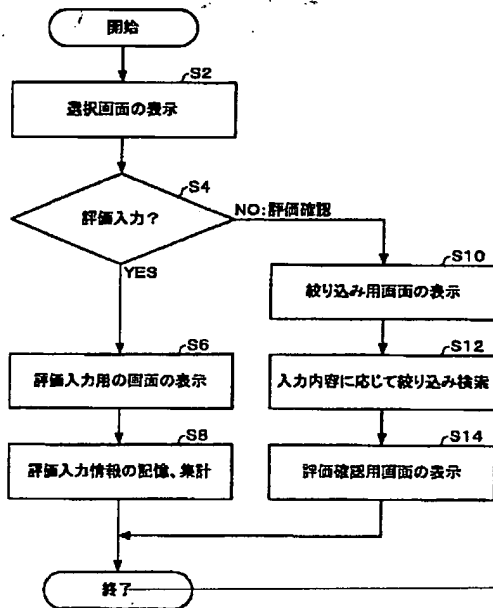 開始
S2
選択画面の表示
S4
評価入力?
NO:評価確認
YES
S10
絞り込み用画面の表示
S6
S12
評価入力用の画面の表示
入力内容に応じて絞り込み検索
S8
S14
評価入力情報の記憶、集計
評価確認用画面の表示
終了